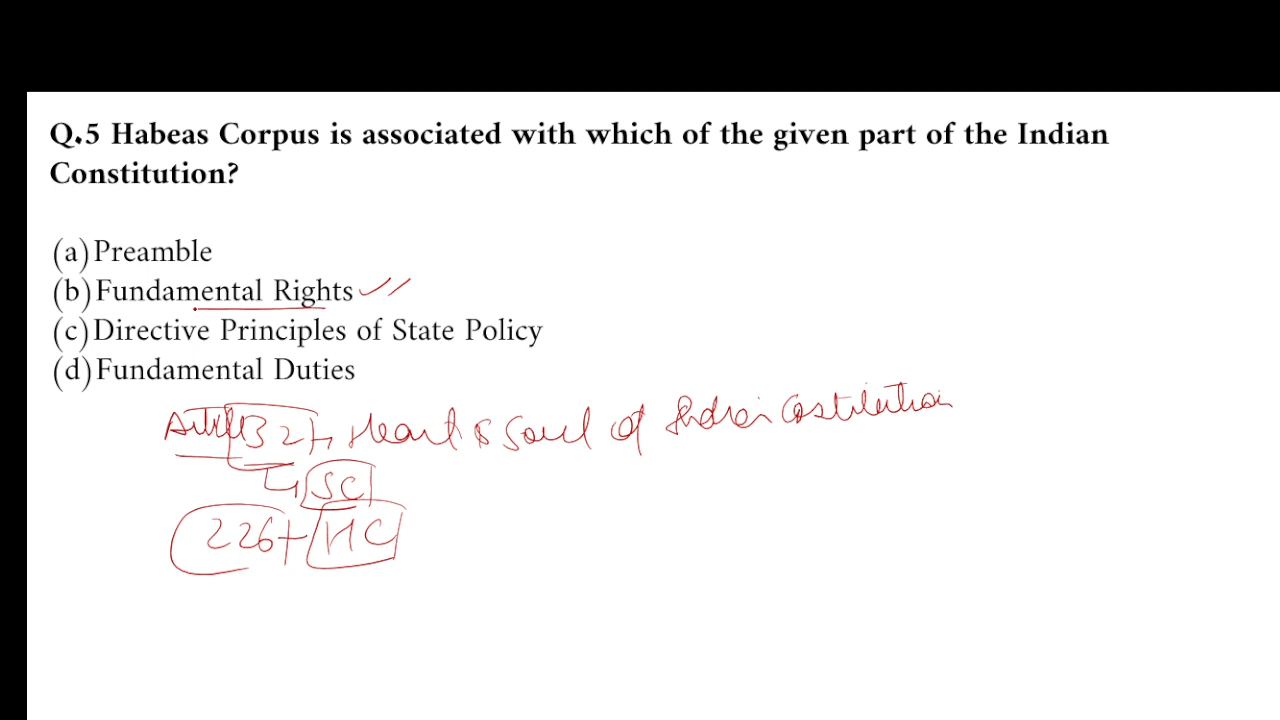 Q.5 Habeas Corpus is associated with which of the given part of the Indian
Constitution?
(a) Preamble
(b) Fundamental Rights
(c) Directive Principles of State Policy
(d) Fundamental Duties
32 Heart & Soul of Indian Constitution
SC
226 HC